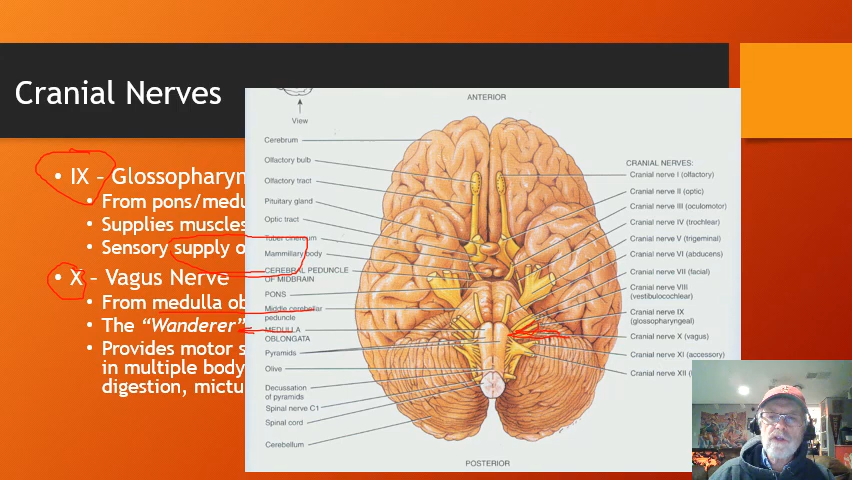 Cranial Nerves
• IX – Glossopharyn
• From pons/medu
• Supplies muscles
• Sensory supply o
• X – Vagus Nerve
• From medulla ob
• The “Wanderer”
• Provides motor s
in multiple body
digestion, mictu
ANTERIOR
View
Cerebrum
Olfactory bulb
Olfactory tract
Pituitary gland
Optic tract
Tuber cinereum
Mammillary body
CEREBRAL PEDUNCLE
OF MIDBRAIN
PONS
Middle cerebellar
peduncle
MEDULLA
OBLONGATA
Pyramids
Olive
Decussation
of pyramids
Spinal nerve C1
Spinal cord
Cerebellum
CRANIAL NERVES:
Cranial nerve I (olfactory)
Cranial nerve II (optic)
Cranial nerve III (oculomotor)
Cranial nerve IV (trochlear)
Cranial nerve V (trigeminal)
Cranial nerve VI (abducens)
Cranial nerve VII (facial)
Cranial nerve VIII
(vestibulocochlear)
Cranial nerve IX
(glossopharyngeal)
Cranial nerve X (vagus)
Cranial nerve XI (accessory)
Cranial nerve XII
POSTERIOR